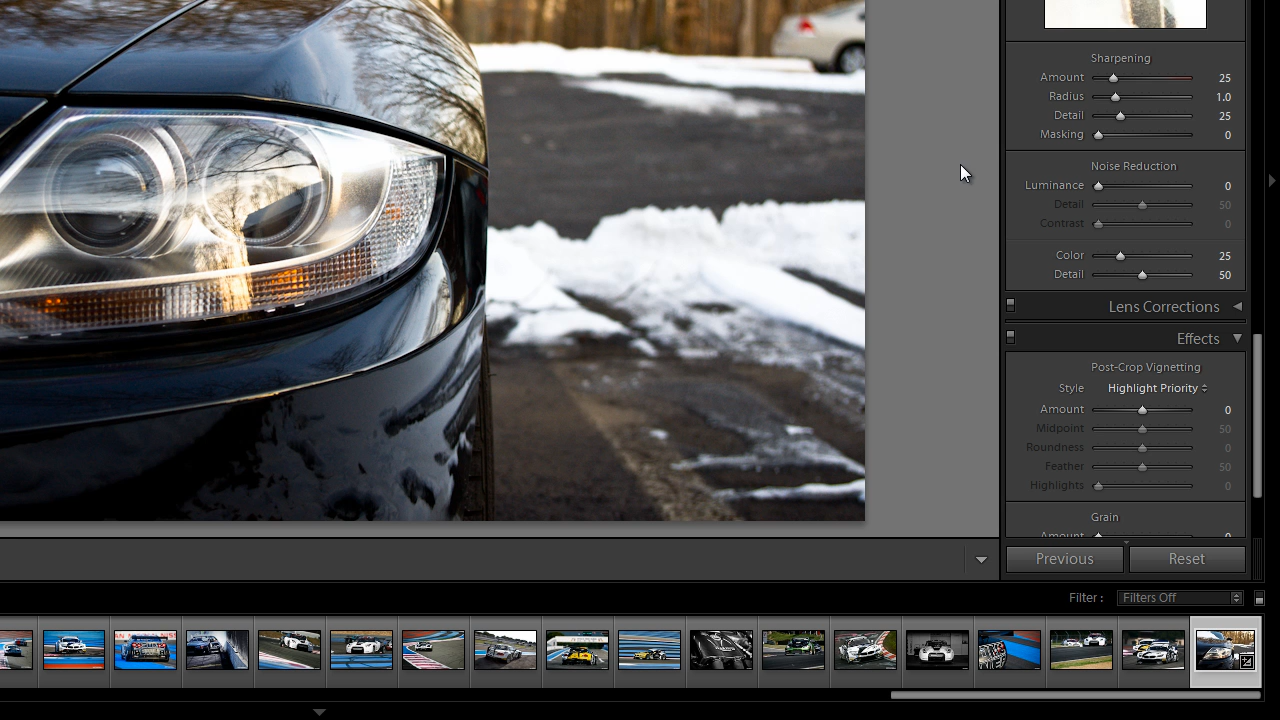 Sharpening
Amount 25
Radius 1.0
Detail 25
Masking 0
Noise Reduction
Luminance 0
Detail 50
Contrast 0
Color 25
Detail 50
Lens Corrections
Effects
Post-Crop Vignetting
Style Highlight Priority
Amount 0
Midpoint 50
Roundness 0
Feather 50
Highlights 0
Grain
Amount 0
Previous Reset
Filter : Filters Off